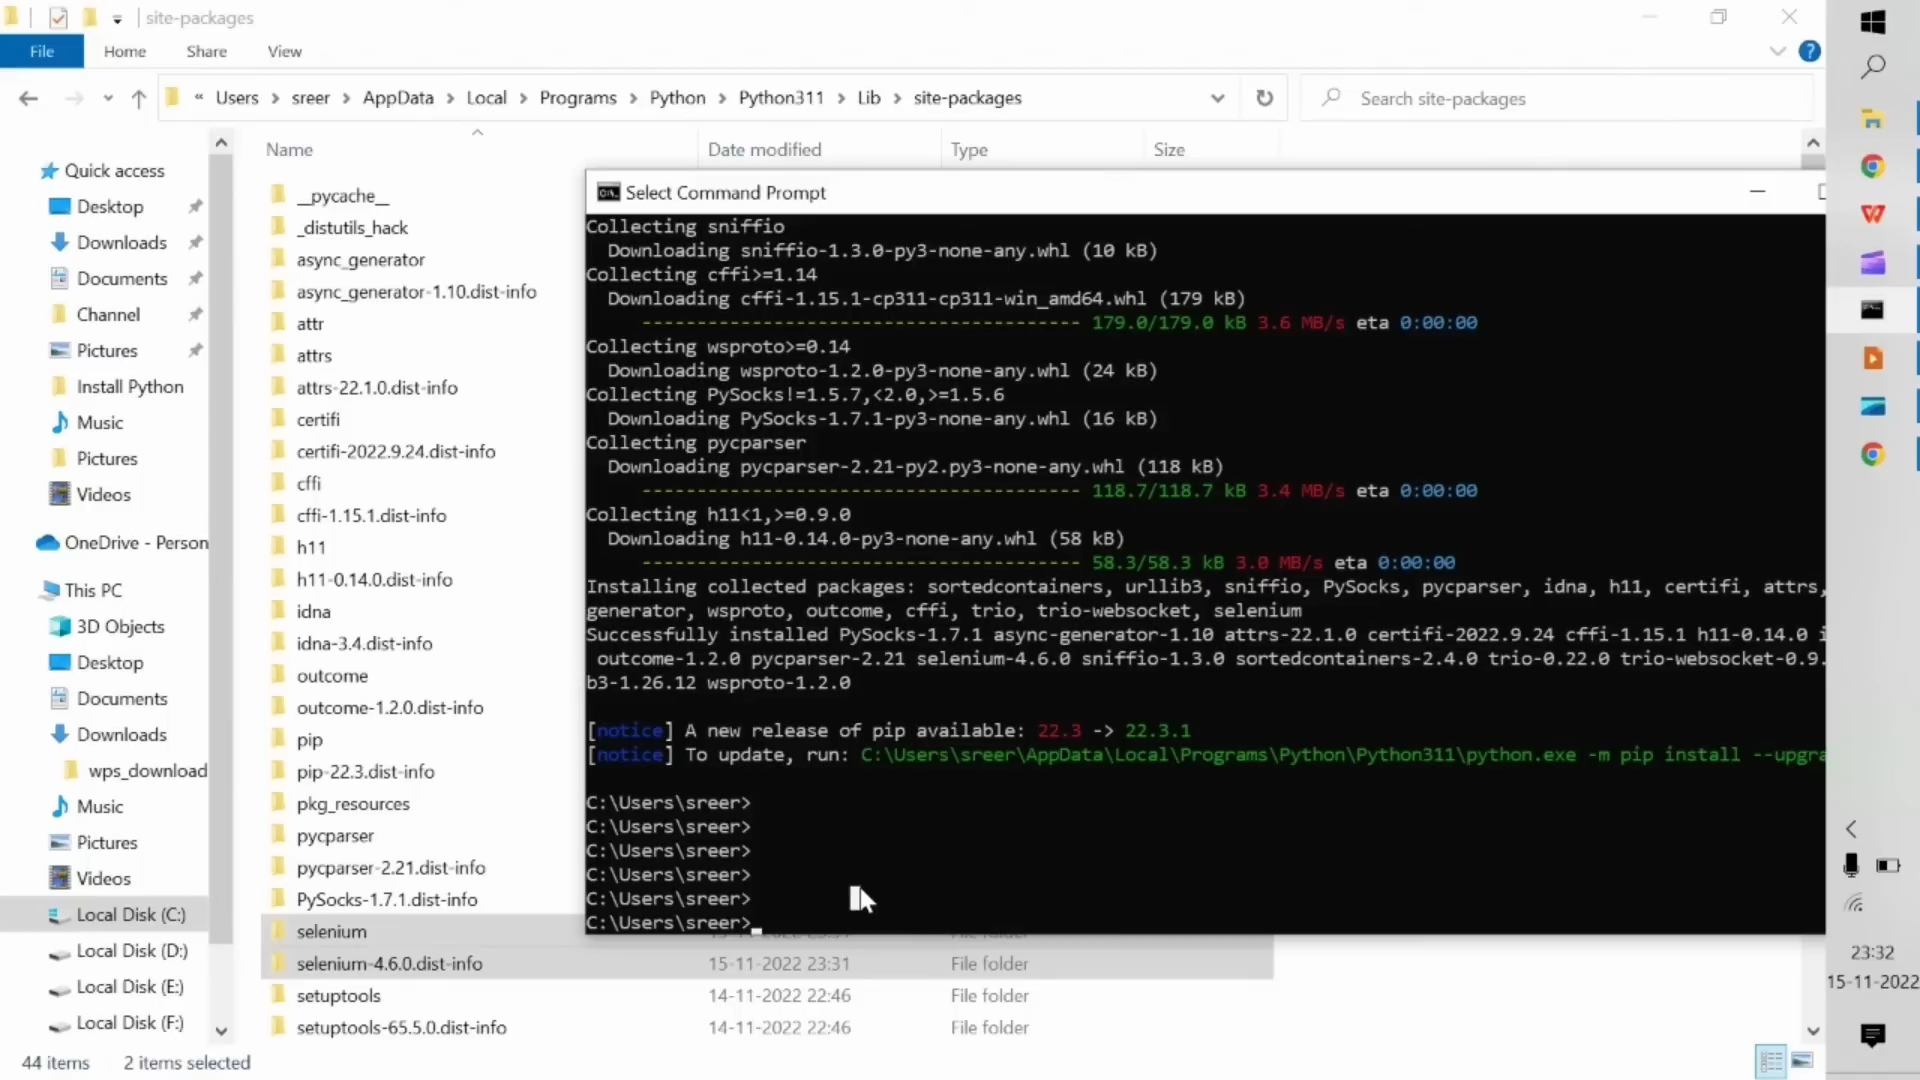 site-packages
File Home Share View
« Users › sreer › AppData › Local › Programs › Python › Python311 › Lib › site-packages
Search site-packages
Name Date modified Type Size
Quick access
Desktop
Downloads
Documents
Channel
Pictures
Install Python
Music
Pictures
Videos
OneDrive - Person
This PC
3D Objects
Desktop
Documents
Downloads
wps_download
Music
Pictures
Videos
Local Disk (C:)
Local Disk (D:)
Local Disk (E:)
Local Disk (F:)
__pycache__
_distutils_hack
async_generator
async_generator-1.10.dist-info
attr
attrs
attrs-22.1.0.dist-info
certifi
certifi-2022.9.24.dist-info
cffi
cffi-1.15.1.dist-info
h11
h11-0.14.0.dist-info
idna
idna-3.4.dist-info
outcome
outcome-1.2.0.dist-info
pip
pip-22.3.dist-info
pkg_resources
pycparser
pycparser-2.21.dist-info
PySocks-1.7.1.dist-info
selenium
selenium-4.6.0.dist-info 15-11-2022 23:31 File folder
setuptools 14-11-2022 22:46 File folder
setuptools-65.5.0.dist-info 14-11-2022 22:46 File folder
44 items 2 items selected
Select Command Prompt
Collecting sniffio
Downloading sniffio-1.3.0-py3-none-any.whl (10 kB)
Collecting cffi>=1.14
Downloading cffi-1.15.1-cp311-cp311-win_amd64.whl (179 kB)
---------------------------------------- 179.0/179.0 kB 3.6 MB/s eta 0:00:00
Collecting wsproto>=0.14
Downloading wsproto-1.2.0-py3-none-any.whl (24 kB)
Collecting PySocks!=1.5.7,<2.0,>=1.5.6
Downloading PySocks-1.7.1-py3-none-any.whl (16 kB)
Collecting pycparser
Downloading pycparser-2.21-py2.py3-none-any.whl (118 kB)
---------------------------------------- 118.7/118.7 kB 3.4 MB/s eta 0:00:00
Collecting h11<1,>=0.9.0
Downloading h11-0.14.0-py3-none-any.whl (58 kB)
---------------------------------------- 58.3/58.3 kB 3.0 MB/s eta 0:00:00
Installing collected packages: sortedcontainers, urllib3, sniffio, PySocks, pycparser, idna, h11, certifi, attrs,
generator, wsproto, outcome, cffi, trio, trio-websocket, selenium
Successfully installed PySocks-1.7.1 async-generator-1.10 attrs-22.1.0 certifi-2022.9.24 cffi-1.15.1 h11-0.14.0 i
outcome-1.2.0 pycparser-2.21 selenium-4.6.0 sniffio-1.3.0 sortedcontainers-2.4.0 trio-0.22.0 trio-websocket-0.9.
b3-1.26.12 wsproto-1.2.0
[notice] A new release of pip available: 22.3 -> 22.3.1
[notice] To update, run: C:\Users\sreer\AppData\Local\Programs\Python\Python311\python.exe -m pip install --upgra
C:\Users\sreer>
C:\Users\sreer>
C:\Users\sreer>
C:\Users\sreer>
C:\Users\sreer>
C:\Users\sreer>
23:32
15-11-2022